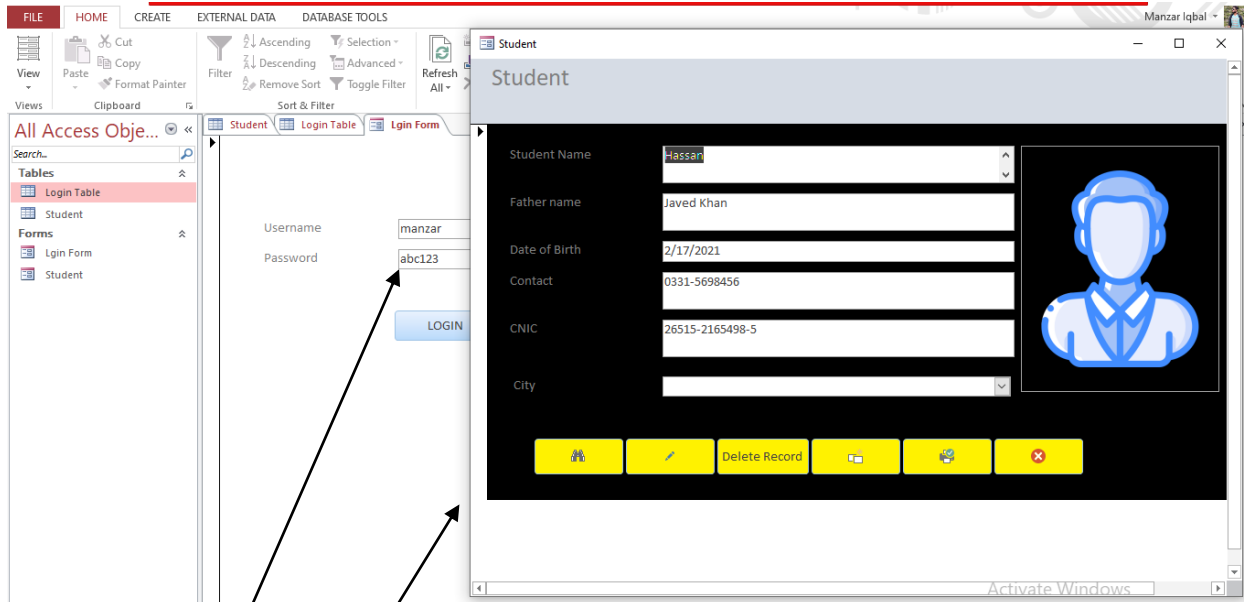 FILE HOME CREATE EXTERNAL DATA DATABASE TOOLS
Manzar Iqbal
View
Paste
Cut
Copy
Format Painter
Filter
Ascending
Descending
Remove Sort
Selection
Advanced
Toggle Filter
Refresh
All
Views Clipboard Sort & Filter
All Access Obje...
Search..
Tables
Login Table
Student
Forms
Lgin Form
Student
Student Login Table Lgin Form
Username manzar
Password abc123
LOGIN
Student
Student
Student Name Hassan
Father name Javed Khan
Date of Birth 2/17/2021
Contact 0331-5698456
CNIC 26515-2165498-5
City
Delete Record
Activate Windows